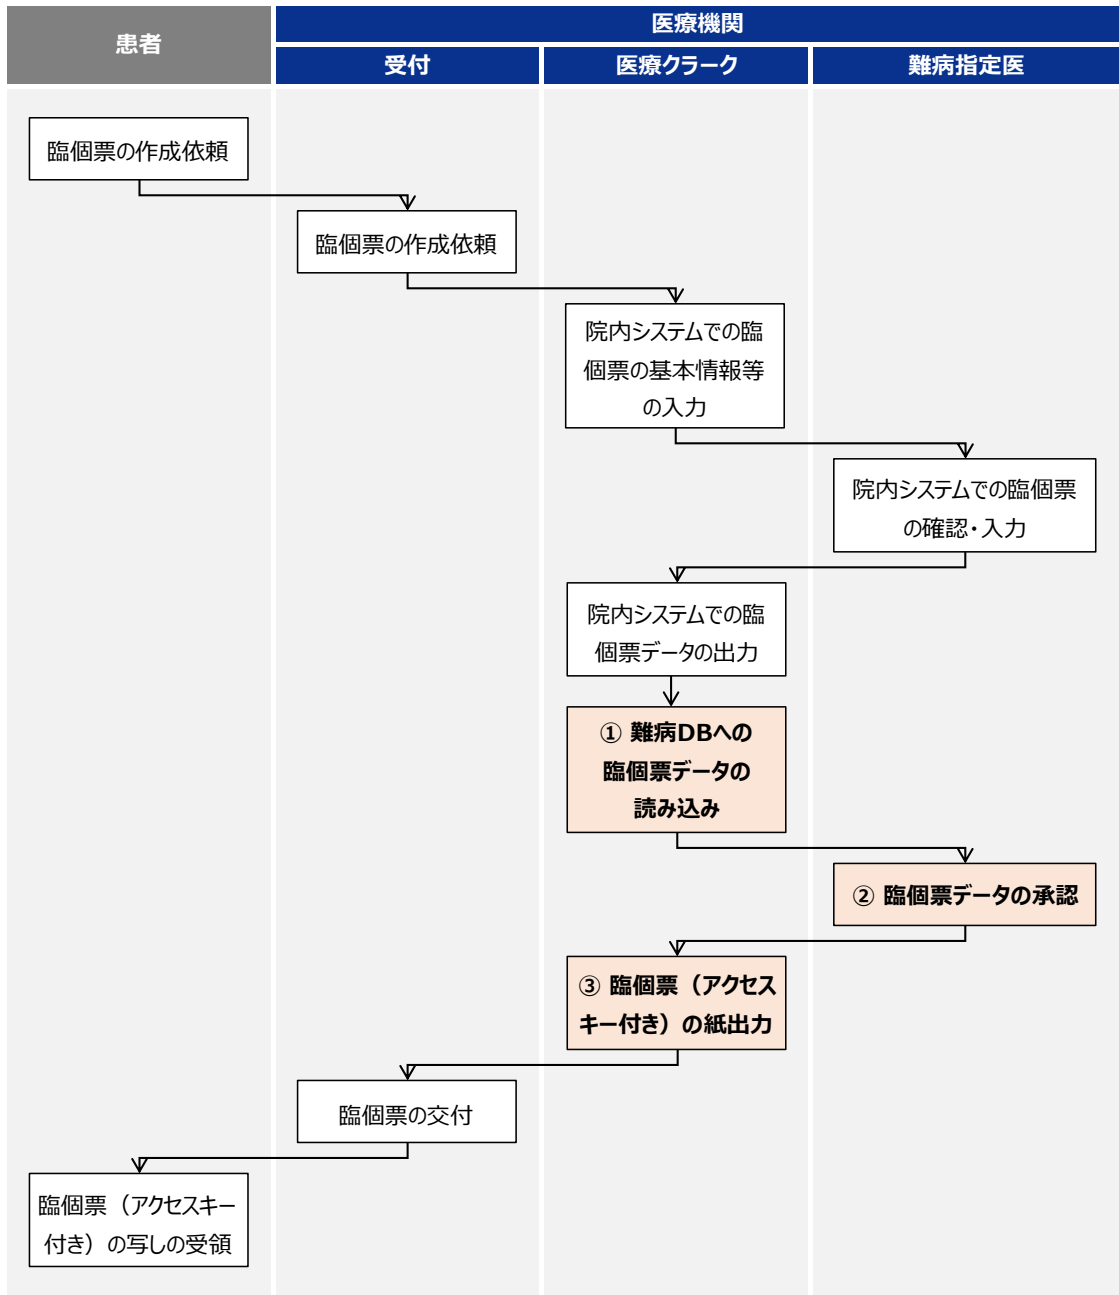 患者
医療機関
受付
医療クラーク
難病指定医
臨個票の作成依頼
臨個票の作成依頼
院内システムでの臨
個票の基本情報等
の入力
院内システムでの臨個票
の確認・入力
院内システムでの臨
個票データの出力
① 難病DBへの
臨個票データの
読み込み
② 臨個票データの承認
③ 臨個票（アクセス
キー付き）の紙出力
臨個票の交付
臨個票（アクセスキー
付き）の写しの受領